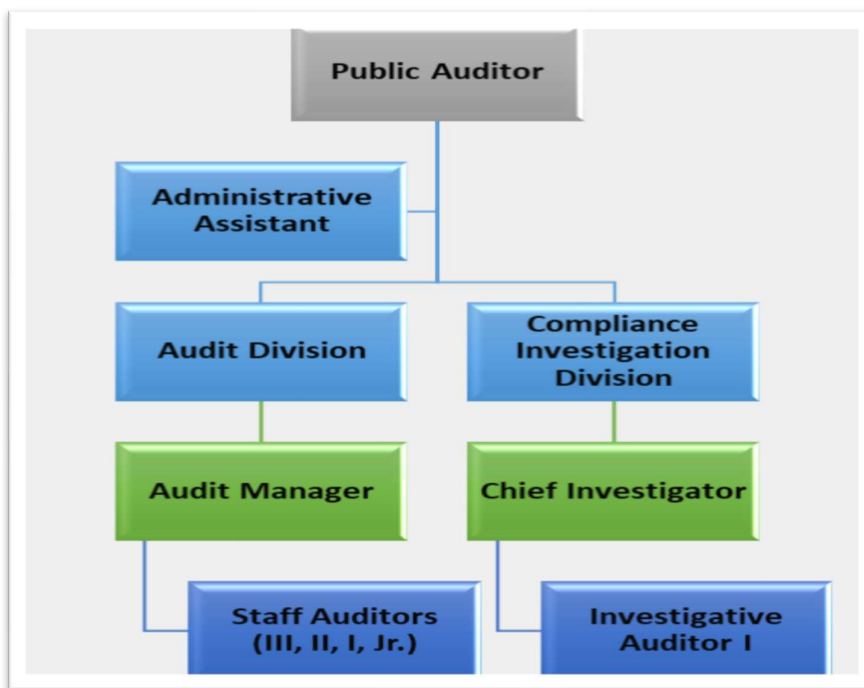 Public Auditor
Administrative
Assistant
Audit Division
Compliance
Investigation
Division
Audit Manager
Chief Investigator
Staff Auditors
(III, II, I, Jr.)
Investigative
Auditor I